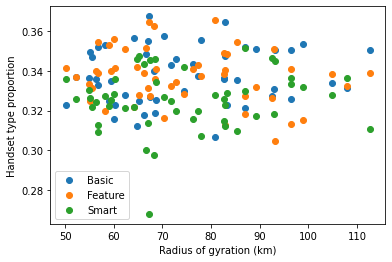 Handset type proportion
0.36
0.34
0.32
0.30
0.28
Basic
Feature
Smart
50 60 70 80 90 100 110
Radius of gyration (km)